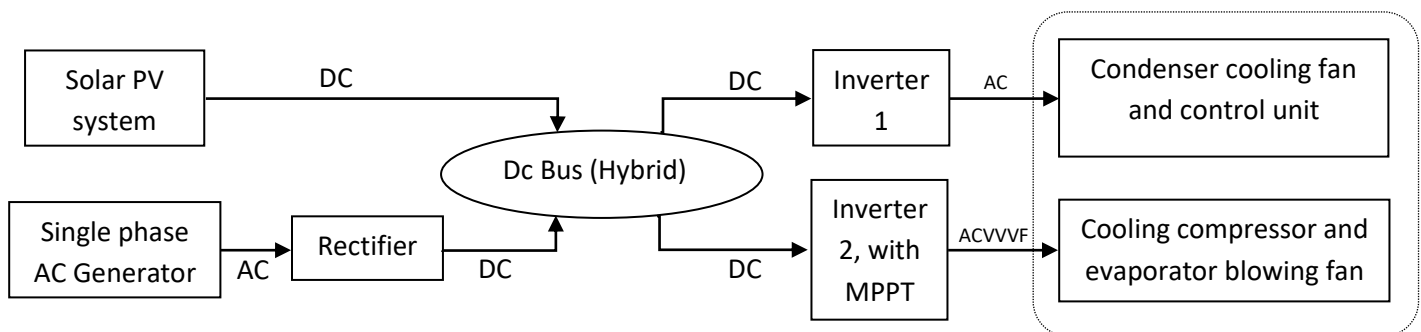 Solar PV
system
DC
Single phase
AC Generator
AC
Rectifier
DC
Dc Bus (Hybrid)
DC
Inverter
1
AC
Condenser cooling fan
and control unit
DC
Inverter
2, with
MPPT
ACVVVF
Cooling compressor and
evaporator blowing fan